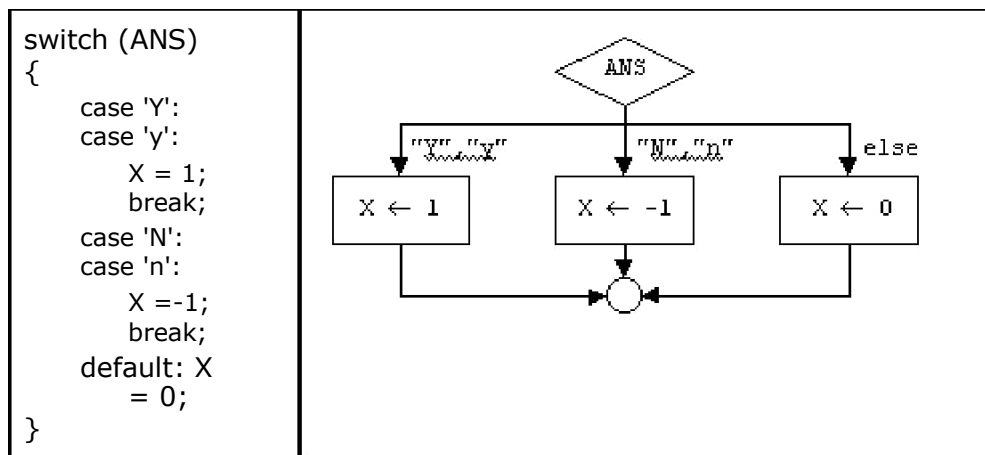 switch (ANS)
{
case 'Y':
case 'y':
X = 1;
break;
case 'N':
case 'n':
X =-1;
break;
default: X
= 0;
}
ANS
"Y","y"
"N","n"
else
X ← 1
X ← -1
X ← 0